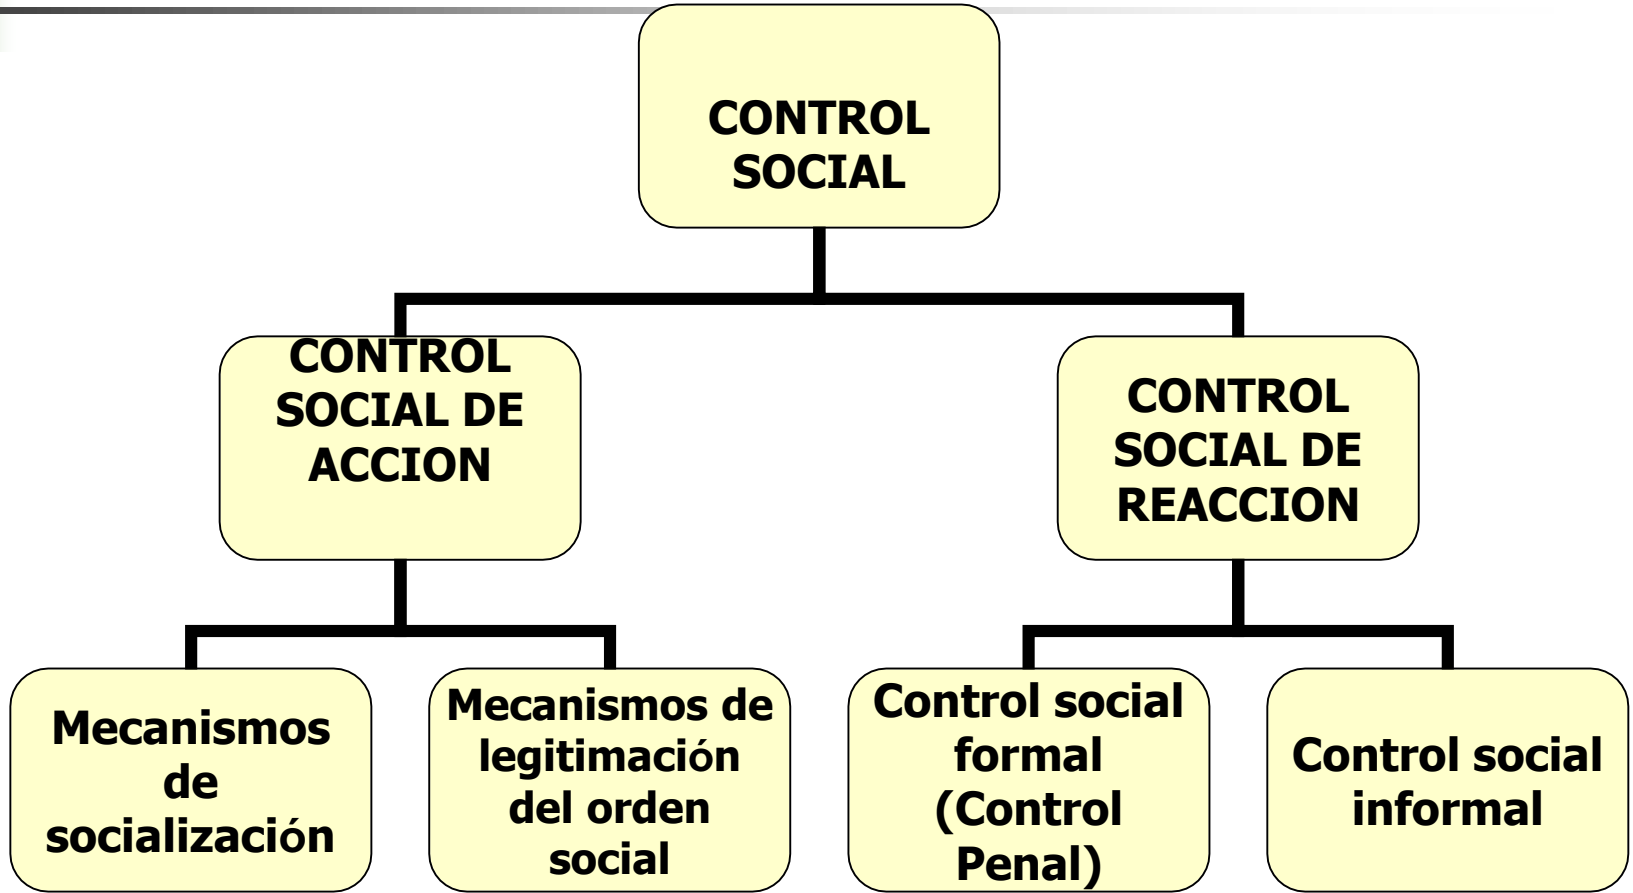 CONTROL
SOCIAL
CONTROL
SOCIAL DE
ACCION
CONTROL
SOCIAL DE
REACCION
Mecanismos
de
socialización
Mecanismos de
legitimación
del orden
social
Control social
formal
(Control
Penal)
Control social
informal